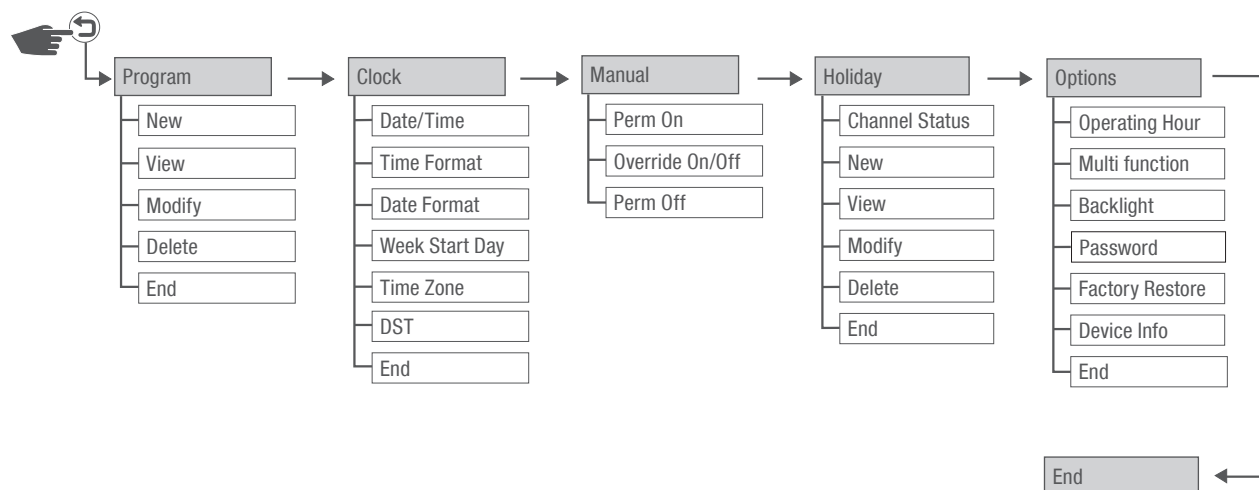 Program
New
View
Modify
Delete
End
Clock
Date/Time
Time Format
Date Format
Week Start Day
Time Zone
DST
End
Manual
Perm On
Override On/Off
Perm Off
Holiday
Channel Status
New
View
Modify
Delete
End
Options
Operating Hour
Multi function
Backlight
Password
Factory Restore
Device Info
End
End